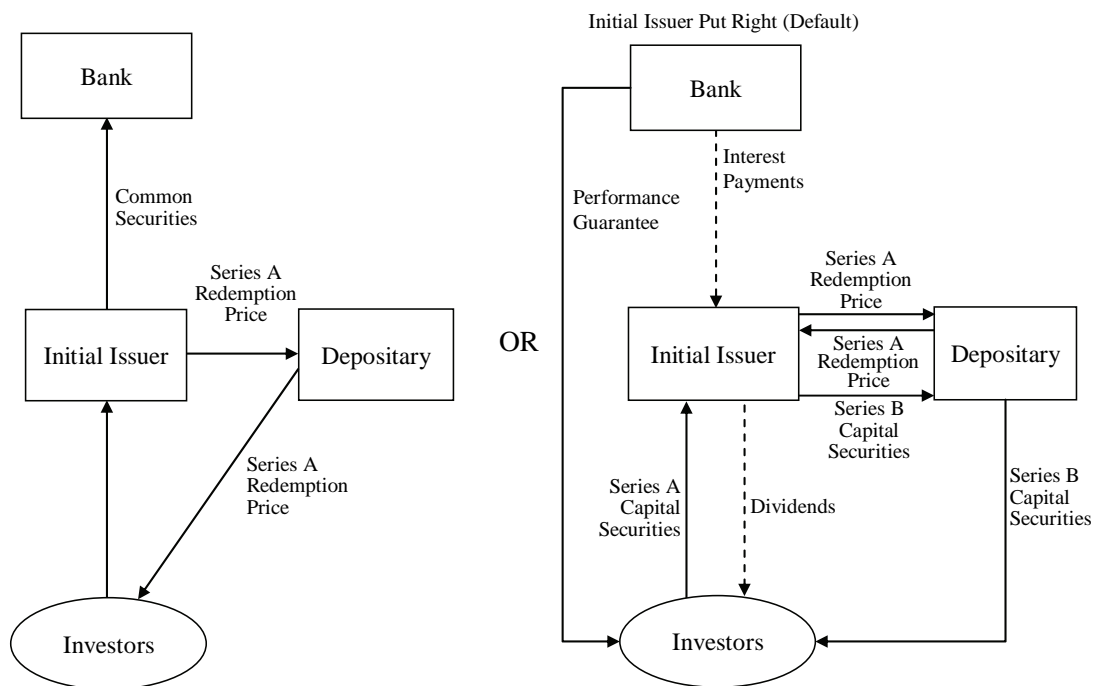 Initial Issuer Put Right (Default)
Bank
Common
Securities
Series A
Redemption
Price
Initial Issuer
Depositary
Series A
Redemption
Price
Investors
OR
Bank
Interest
Payments
Performance
Guarantee
Series A
Redemption
Price
Initial Issuer
Series A
Redemption
Price
Depositary
Series B
Capital
Securities
Series A
Capital
Securities
Dividends
Series B
Capital
Securities
Investors